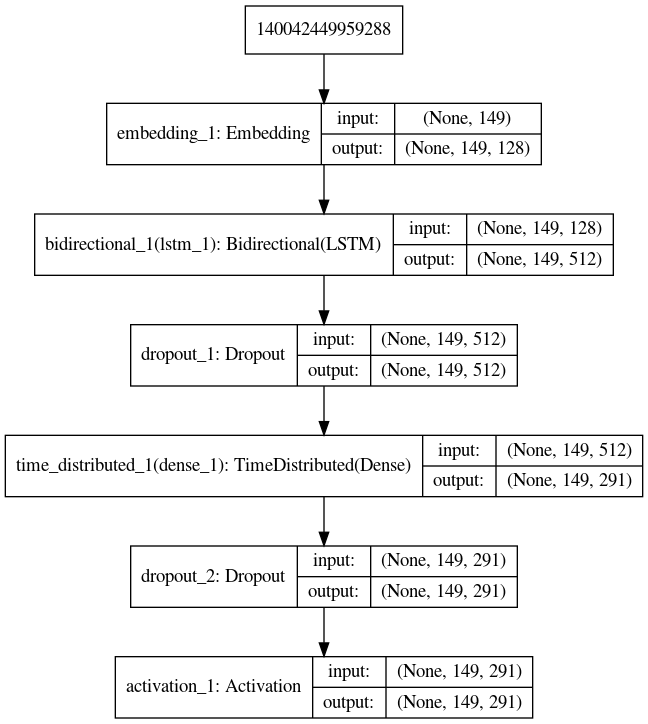 140042449959288
embedding_1: Embedding
input: (None, 149)
output: (None, 149, 128)
bidirectional_1(lstm_1): Bidirectional(LSTM)
input: (None, 149, 128)
output: (None, 149, 512)
dropout_1: Dropout
input: (None, 149, 512)
output: (None, 149, 512)
time_distributed_1(dense_1): TimeDistributed(Dense)
input: (None, 149, 512)
output: (None, 149, 291)
dropout_2: Dropout
input: (None, 149, 291)
output: (None, 149, 291)
activation_1: Activation
input: (None, 149, 291)
output: (None, 149, 291)